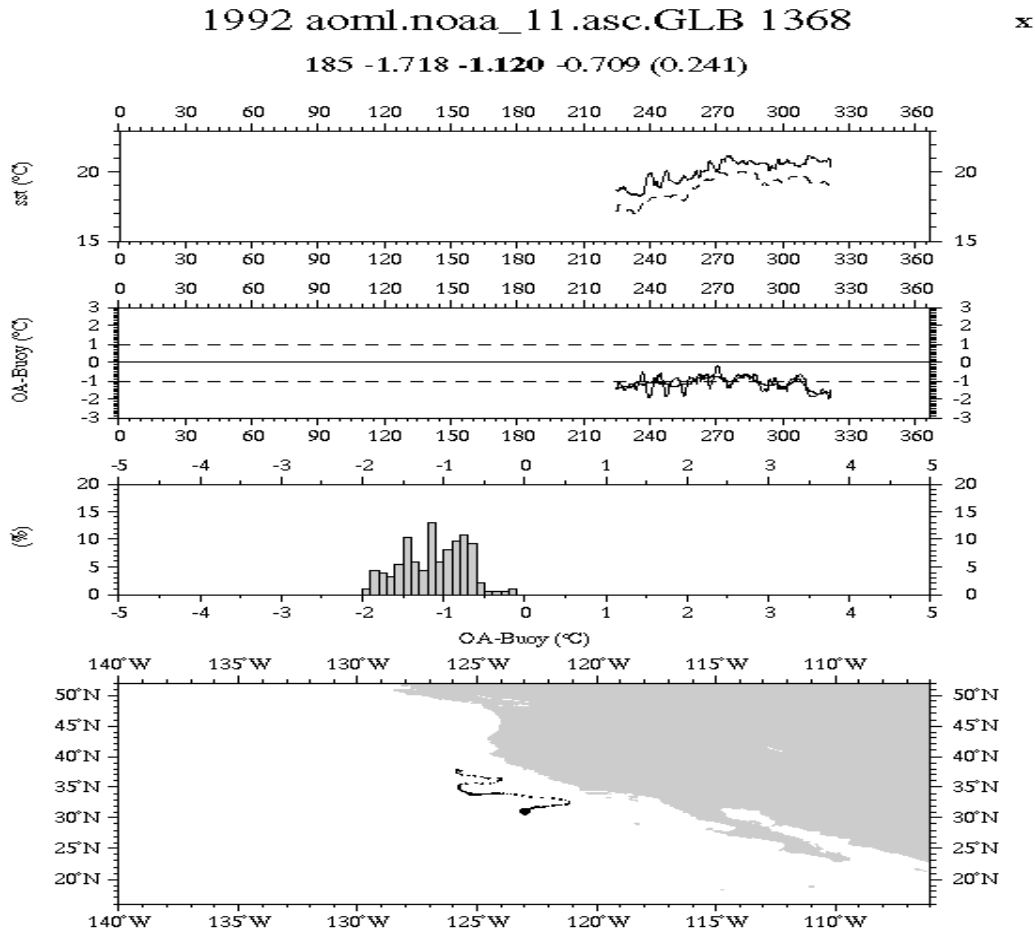 1992 aoml.noaa_11.asc.GLB 1368 x
185 -1.718 -1.120 -0.709 (0.241)
0 30 60 90 120 150 180 210 240 270 300 330 360
sst (°C)
20 20
15 15
0 30 60 90 120 150 180 210 240 270 300 330 360
0 30 60 90 120 150 180 210 240 270 300 330 360
OA-Buoy (°C)
3 3
2 2
1 1
0 0
-1 -1
-2 -2
-3 -3
0 30 60 90 120 150 180 210 240 270 300 330 360
-5 -4 -3 -2 -1 0 1 2 3 4 5
(%)
20 20
15 15
10 10
5 5
0 0
-5 -4 -3 -2 -1 0 1 2 3 4 5
OA-Buoy (°C)
140°W 135°W 130°W 125°W 120°W 115°W 110°W
50°N 50°N
45°N 45°N
40°N 40°N
35°N 35°N
30°N 30°N
25°N 25°N
20°N 20°N
140°W 135°W 130°W 125°W 120°W 115°W 110°W